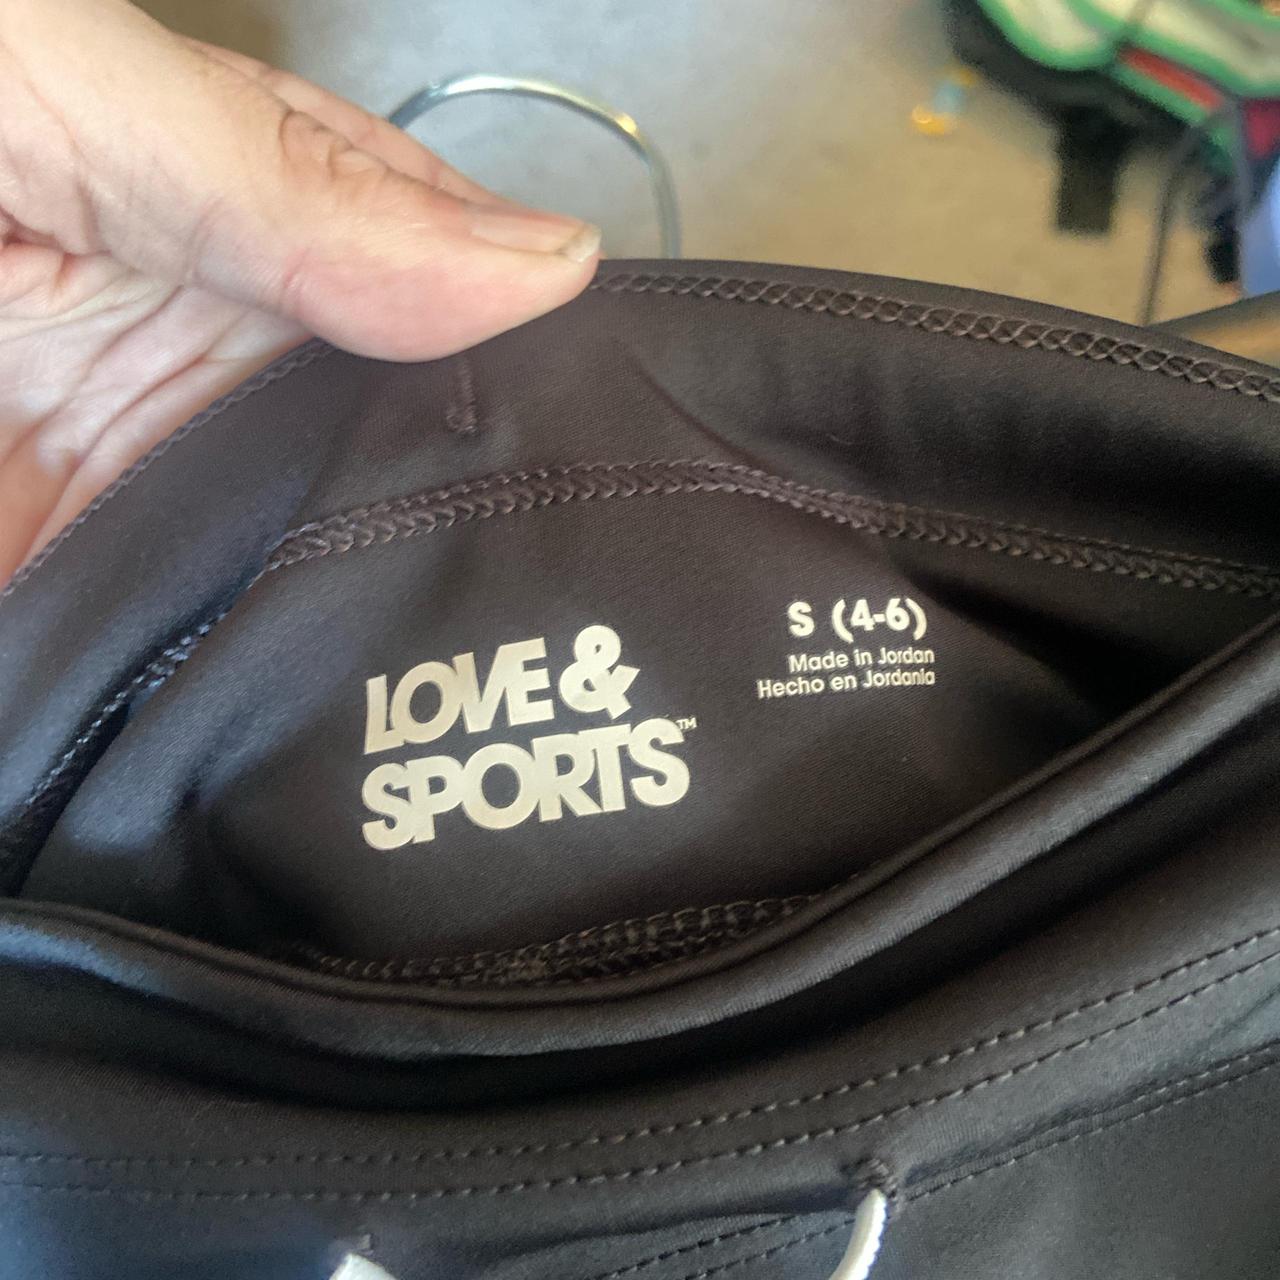 LOVE &
SPORTS™
S (4-6)
Made in Jordan
Hecho en Jordania